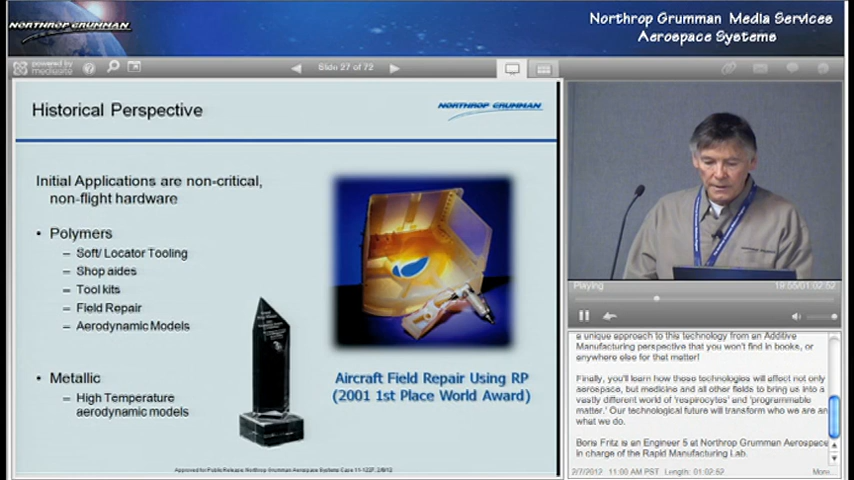 NORTHROP GRUMMAN
Northrop Grumman Media Services
Aerospace Systems
powered by
mediasite
Slide 27 of 72
Historical Perspective
NORTHROP GRUMMAN
Initial Applications are non-critical,
non-flight hardware
• Polymers
– Soft/ Locator Tooling
– Shop aides
– Tool kits
– Field Repair
– Aerodynamic Models
• Metallic
– High Temperature
aerodynamic models
Aircraft Field Repair Using RP
(2001 1st Place World Award)
Approved for Public Release; Northrop Grumman Aerospace Systems Case 11-1227, 2/8/12
Playing
19:56/01:02:52
a unique approach to this technology from an Additive
Manufacturing perspective that you won't find in books, or
anywhere else for that matter!
Finally, you'll learn how these technologies will affect not only
aerospace, but medicine and all other fields to bring us into a
vastly different world of 'respirocytes' and 'programmable
matter.' Our technological future will transform who we are an
what we do.
Boris Fritz is an Engineer 5 at Northrop Grumman Aerospace
in charge of the Rapid Manufacturing Lab.
2/7/2012 11:00 AM PST Length: 01:02:52
More...